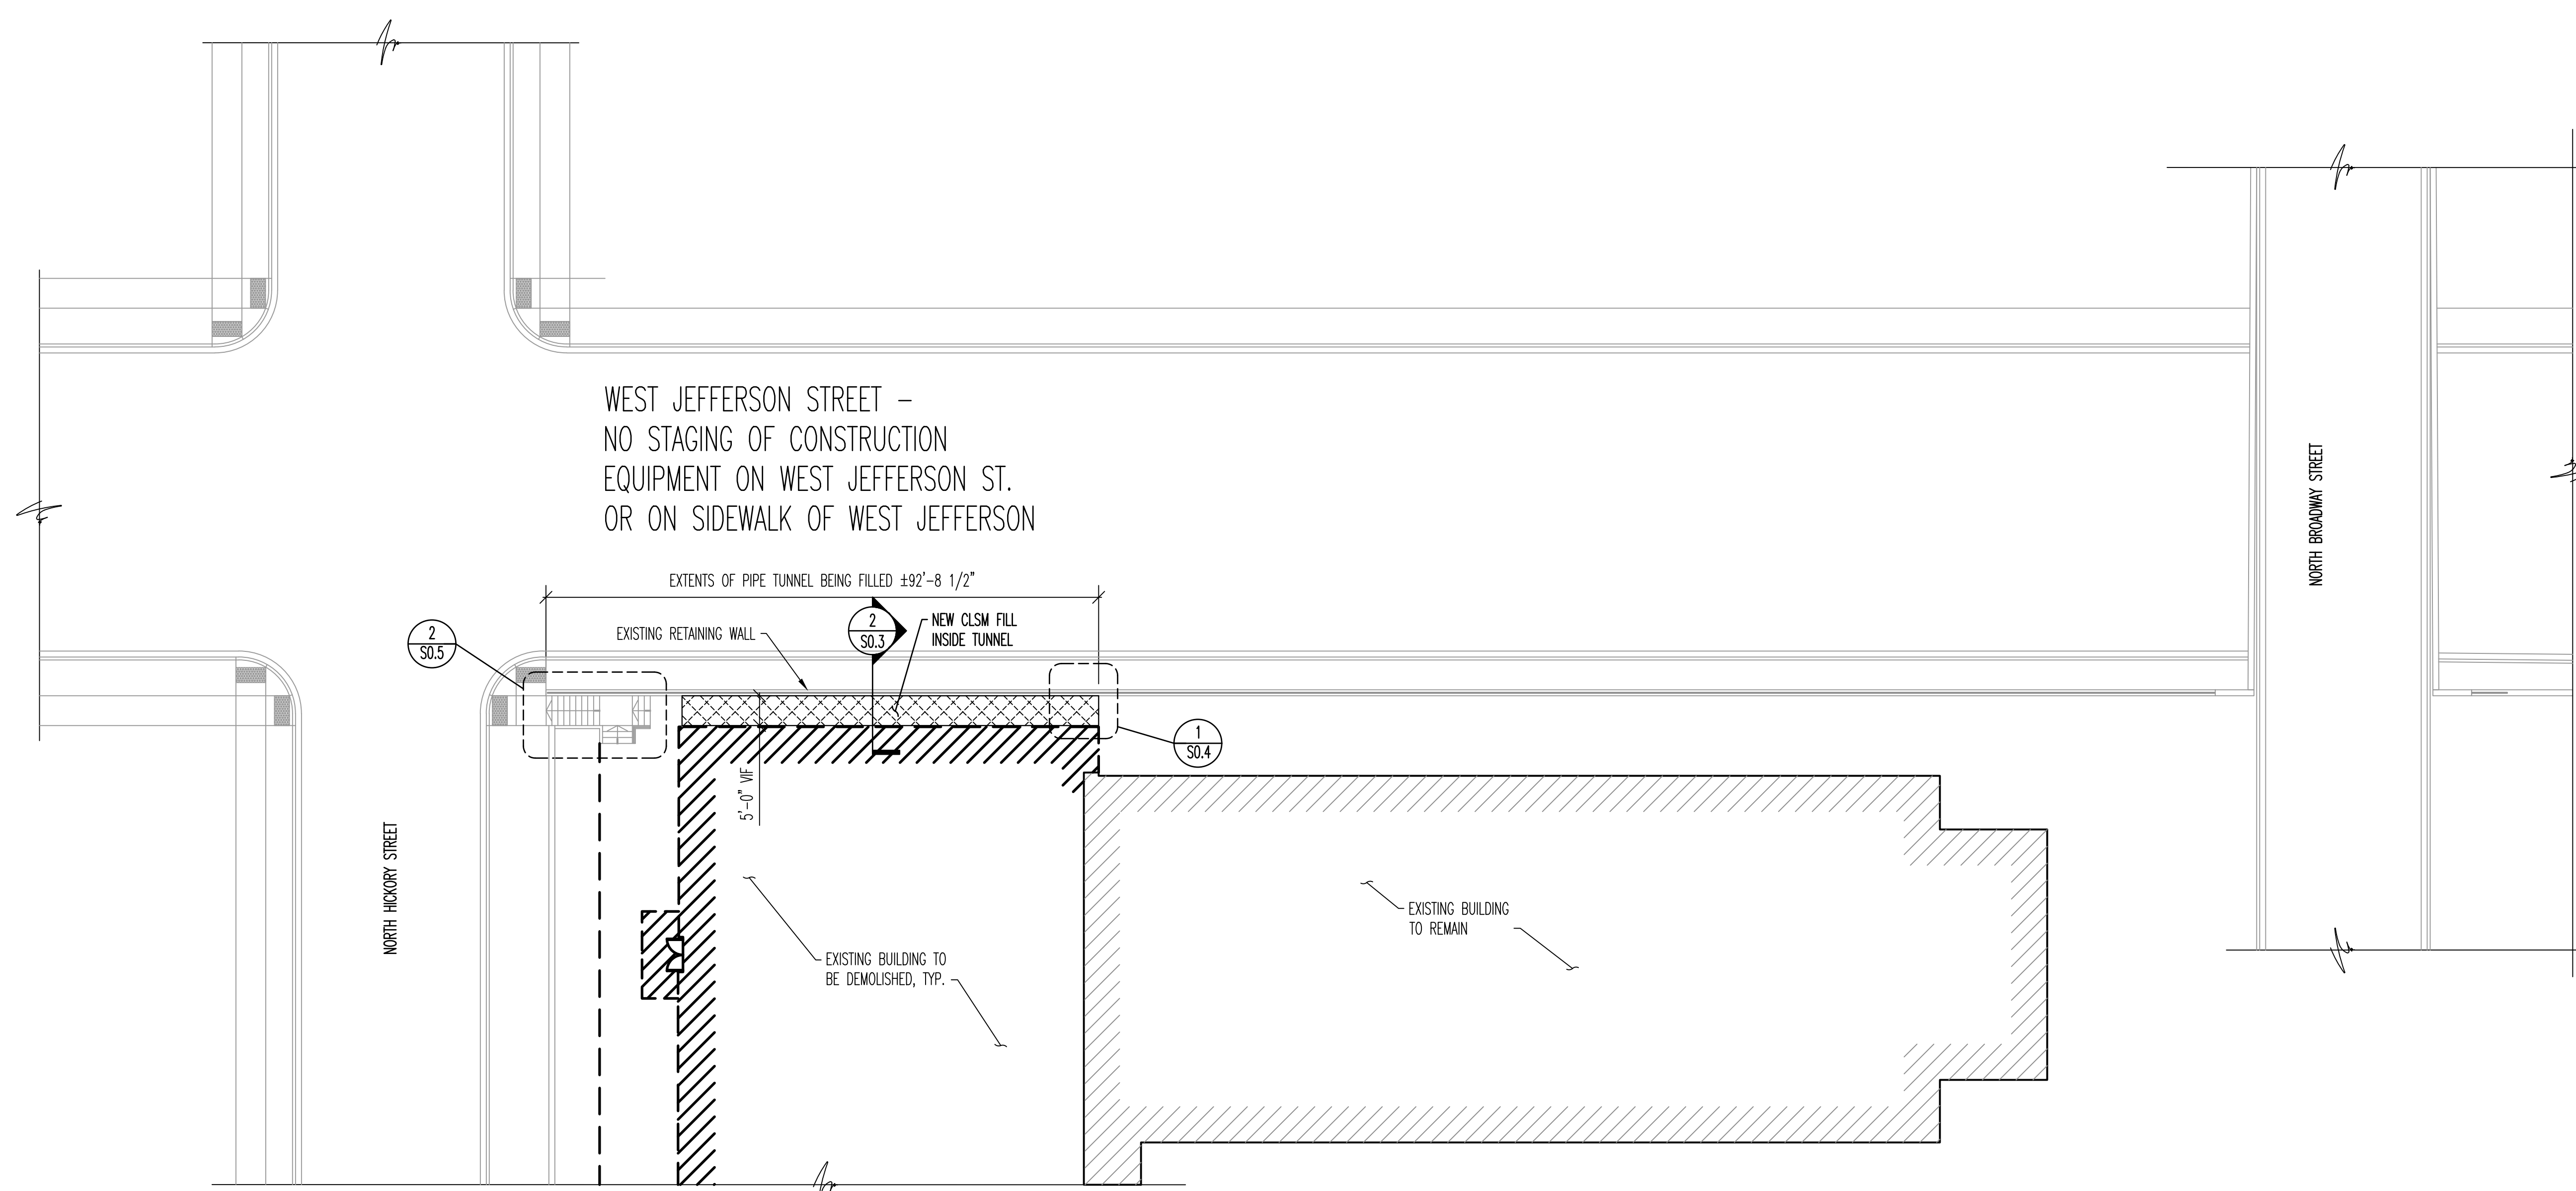 WEST JEFFERSON STREET –
NO STAGING OF CONSTRUCTION
EQUIPMENT ON WEST JEFFERSON ST.
OR ON SIDEWALK OF WEST JEFFERSON
EXTENTS OF PIPE TUNNEL BEING FILLED ±92'–8 1/2"
EXISTING RETAINING WALL
2
S0.3
NEW CLSM FILL
INSIDE TUNNEL
2
S0.5
1
S0.4
5'–0" VIF
NORTH HICKORY STREET
NORTH BROADWAY STREET
EXISTING BUILDING TO
BE DEMOLISHED, TYP.
EXISTING BUILDING
TO REMAIN